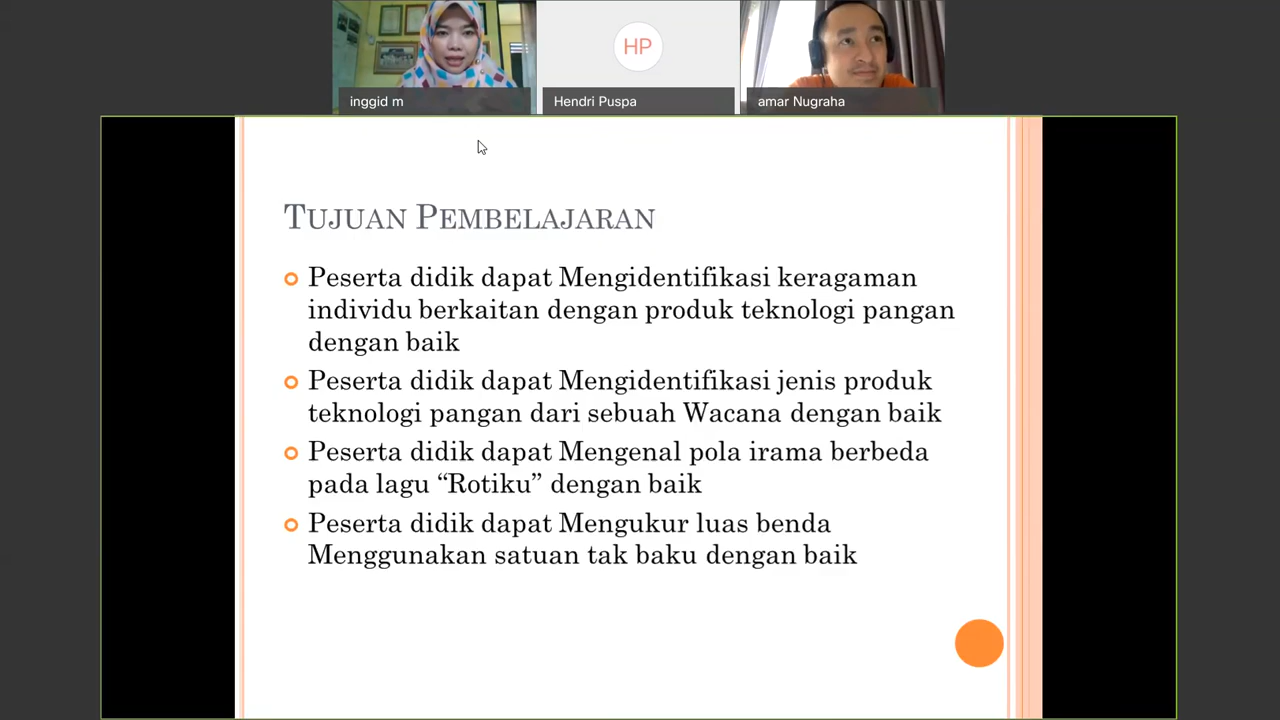 HP
inggid m
Hendri Puspa
amar Nugraha
TUJUAN PEMBELAJARAN
Peserta didik dapat Mengidentifikasi keragaman
individu berkaitan dengan produk teknologi pangan
dengan baik
Peserta didik dapat Mengidentifikasi jenis produk
teknologi pangan dari sebuah Wacana dengan baik
Peserta didik dapat Mengenal pola irama berbeda
pada lagu “Rotiku” dengan baik
Peserta didik dapat Mengukur luas benda
Menggunakan satuan tak baku dengan baik